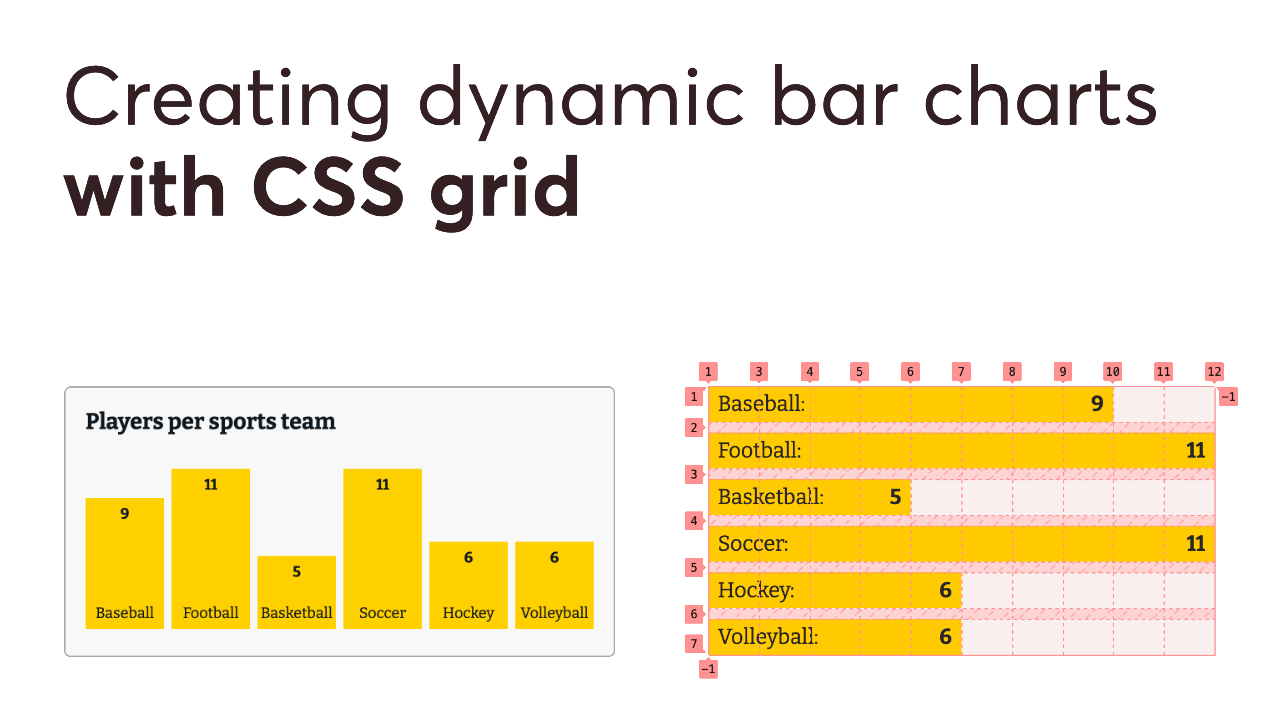 Creating dynamic bar charts
with CSS grid
Players per sports team
9 11 5 11 6 6
Baseball Football Basketball Soccer Hockey Volleyball
1 3 4 5 6 7 8 9 10 11 12
1 Baseball: 9 −1
2
Football: 11
3
Basketball: 5
4
Soccer: 11
5
Hockey: 6
6
Volleyball: 6
7
−1